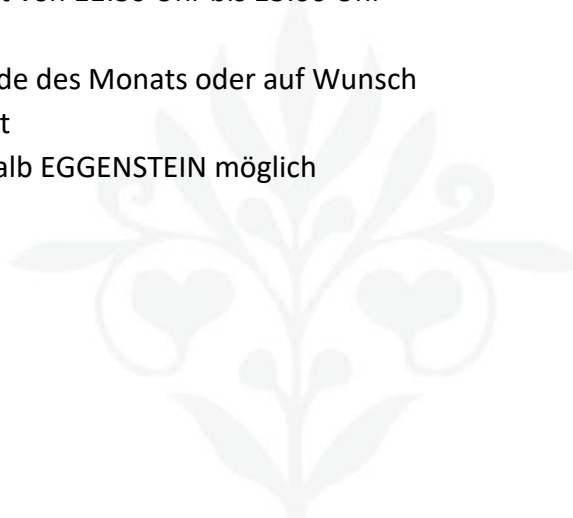 de des Monats oder auf Wunsch
t
alb EGGENSTEIN möglich